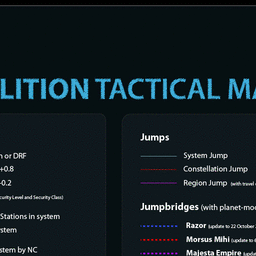 LITION TACTICAL MA
or DRF
+0.8
-0.2
curity Level and Security Class)
Stations in system
stem
stem by NC
Jumps
System Jump
Constellation Jump
Region Jump (with travel
Jumpbridges (with planet-moo
Razor (update to 22 October
Morsus Mihi (update to
Majesta Empire (update